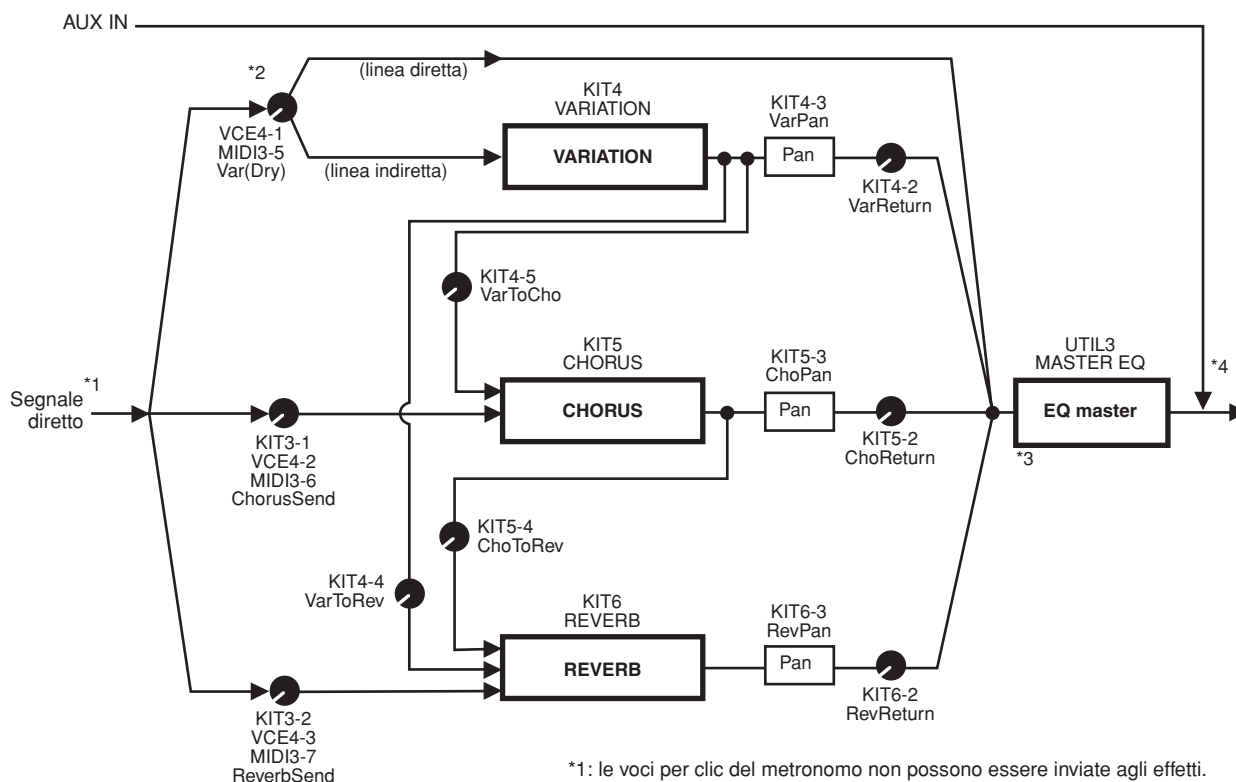 AUX IN
*2
(linea diretta)
KIT4
VARIATION
KIT4-3
VarPan
VCE4-1
MIDI3-5
Var(Dry)
(linea indiretta)
VARIATION
Pan
KIT4-2
VarReturn
KIT4-5
VarToCho
KIT5
CHORUS
KIT5-3
ChoPan
UTIL3
MASTER EQ
*4
Segnale
diretto
*1
CHORUS
Pan
EQ master
*3
KIT3-1
VCE4-2
MIDI3-6
ChorusSend
KIT5-2
ChoReturn
KIT5-4
ChoToRev
KIT4-4
VarToRev
KIT6
REVERB
KIT6-3
RevPan
REVERB
Pan
KIT6-2
RevReturn
KIT3-2
VCE4-3
MIDI3-7
ReverbSend
*1: le voci per clic del metronomo non possono essere inviate agli effetti.